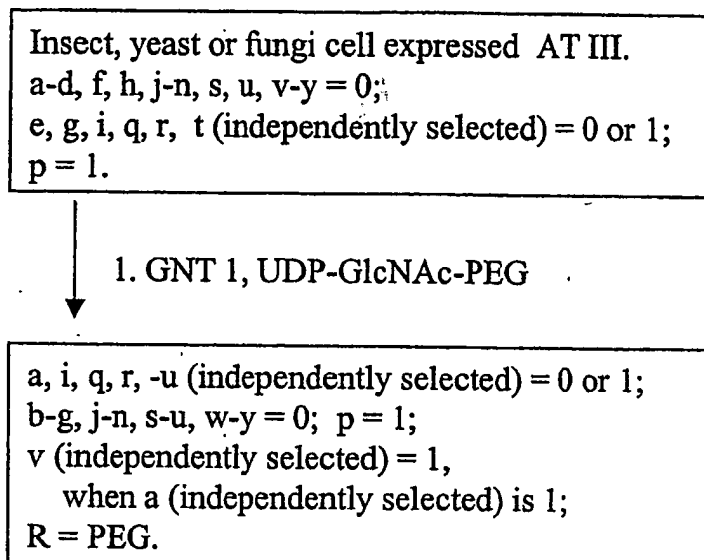 Insect, yeast or fungi cell expressed AT III.
a-d, f, h, j-n, s, u, v-y = 0;
e, g, i, q, r, t (independently selected) = 0 or 1;
p = 1.
1. GNT 1, UDP-GlcNAc-PEG
a, i, q, r, -u (independently selected) = 0 or 1;
b-g, j-n, s-u, w-y = 0; p = 1;
v (independently selected) = 1,
when a (independently selected) is 1;
R = PEG.